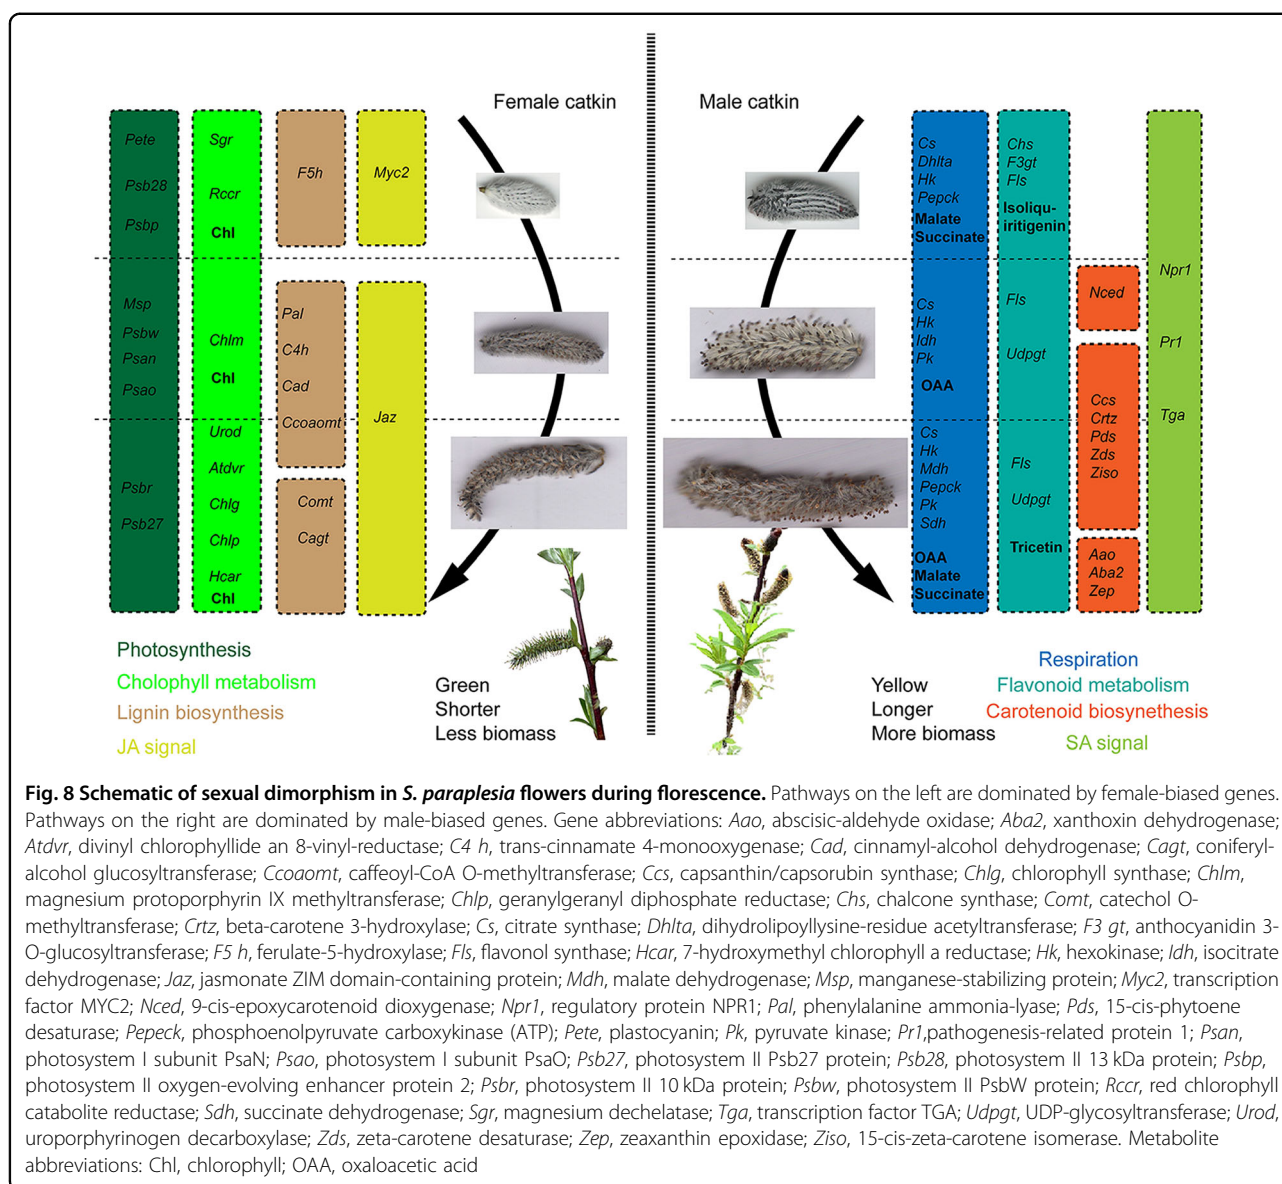 Female catkin
Male catkin
Pete
Psb28
Psbp
Msp
Psbw
Psan
Psao
Psbr
Psb27
Sgr
Rccr
Chl
Chlm
Chl
Urod
Atdvr
Chlg
Chlp
Hcar
Chl
F5h
Pal
C4h
Cad
Ccoaomt
Comt
Cagt
Myc2
Jaz
Cs
Dhlta
Hk
Pepck
Malate
Succinate
Cs
Hk
Idh
Pk
OAA
Cs
Hk
Mdh
Pepck
Pk
Sdh
OAA
Malate
Succinate
Chs
F3gt
Fls
Isoliqu-
iritigenin
Fls
Udpgt
Fls
Udpgt
Tricetin
Nced
Ccs
Crtz
Pds
Zds
Ziso
Aao
Aba2
Zep
Npr1
Pr1
Tga
Photosynthesis
Cholophyll metabolism
Lignin biosynthesis
JA signal
Green
Shorter
Less biomass
Yellow
Longer
More biomass
Respiration
Flavonoid metabolism
Carotenoid biosynethesis
SA signal
Fig. 8 Schematic of sexual dimorphism in S. paraplesia flowers during florescence. Pathways on the left are dominated by female-biased genes.
Pathways on the right are dominated by male-biased genes. Gene abbreviations: Aao, abscisic-aldehyde oxidase; Aba2, xanthoxin dehydrogenase;
Atdvr, divinyl chlorophyllide an 8-vinyl-reductase; C4 h, trans-cinnamate 4-monooxygenase; Cad, cinnamyl-alcohol dehydrogenase; Cagt, coniferyl-
alcohol glucosyltransferase; Ccoaomt, caffeoyl-CoA O-methyltransferase; Ccs, capsanthin/capsorubin synthase; Chlg, chlorophyll synthase; Chlm,
magnesium protoporphyrin IX methyltransferase; Chlp, geranylgeranyl diphosphate reductase; Chs, chalcone synthase; Comt, catechol O-
methyltransferase; Crtz, beta-carotene 3-hydroxylase; Cs, citrate synthase; Dhlta, dihydrolipoyllysine-residue acetyltransferase; F3 gt, anthocyanidin 3-
O-glucosyltransferase; F5 h, ferulate-5-hydroxylase; Fls, flavonol synthase; Hcar, 7-hydroxymethyl chlorophyll a reductase; Hk, hexokinase; Idh, isocitrate
dehydrogenase; Jaz, jasmonate ZIM domain-containing protein; Mdh, malate dehydrogenase; Msp, manganese-stabilizing protein; Myc2, transcription
factor MYC2; Nced, 9-cis-epoxycarotenoid dioxygenase; Npr1, regulatory protein NPR1; Pal, phenylalanine ammonia-lyase; Pds, 15-cis-phytoene
desaturase; Pepeck, phosphoenolpyruvate carboxykinase (ATP); Pete, plastocyanin; Pk, pyruvate kinase; Pr1,pathogenesis-related protein 1; Psan,
photosystem I subunit PsaN; Psao, photosystem I subunit PsaO; Psb27, photosystem II Psb27 protein; Psb28, photosystem II 13 kDa protein; Psbp,
photosystem II oxygen-evolving enhancer protein 2; Psbr, photosystem II 10 kDa protein; Psbw, photosystem II PsbW protein; Rccr, red chlorophyll
catabolite reductase; Sdh, succinate dehydrogenase; Sgr, magnesium dechelatase; Tga, transcription factor TGA; Udpgt, UDP-glycosyltransferase; Urod,
uroporphyrinogen decarboxylase; Zds, zeta-carotene desaturase; Zep, zeaxanthin epoxidase; Ziso, 15-cis-zeta-carotene isomerase. Metabolite
abbreviations: Chl, chlorophyll; OAA, oxaloacetic acid